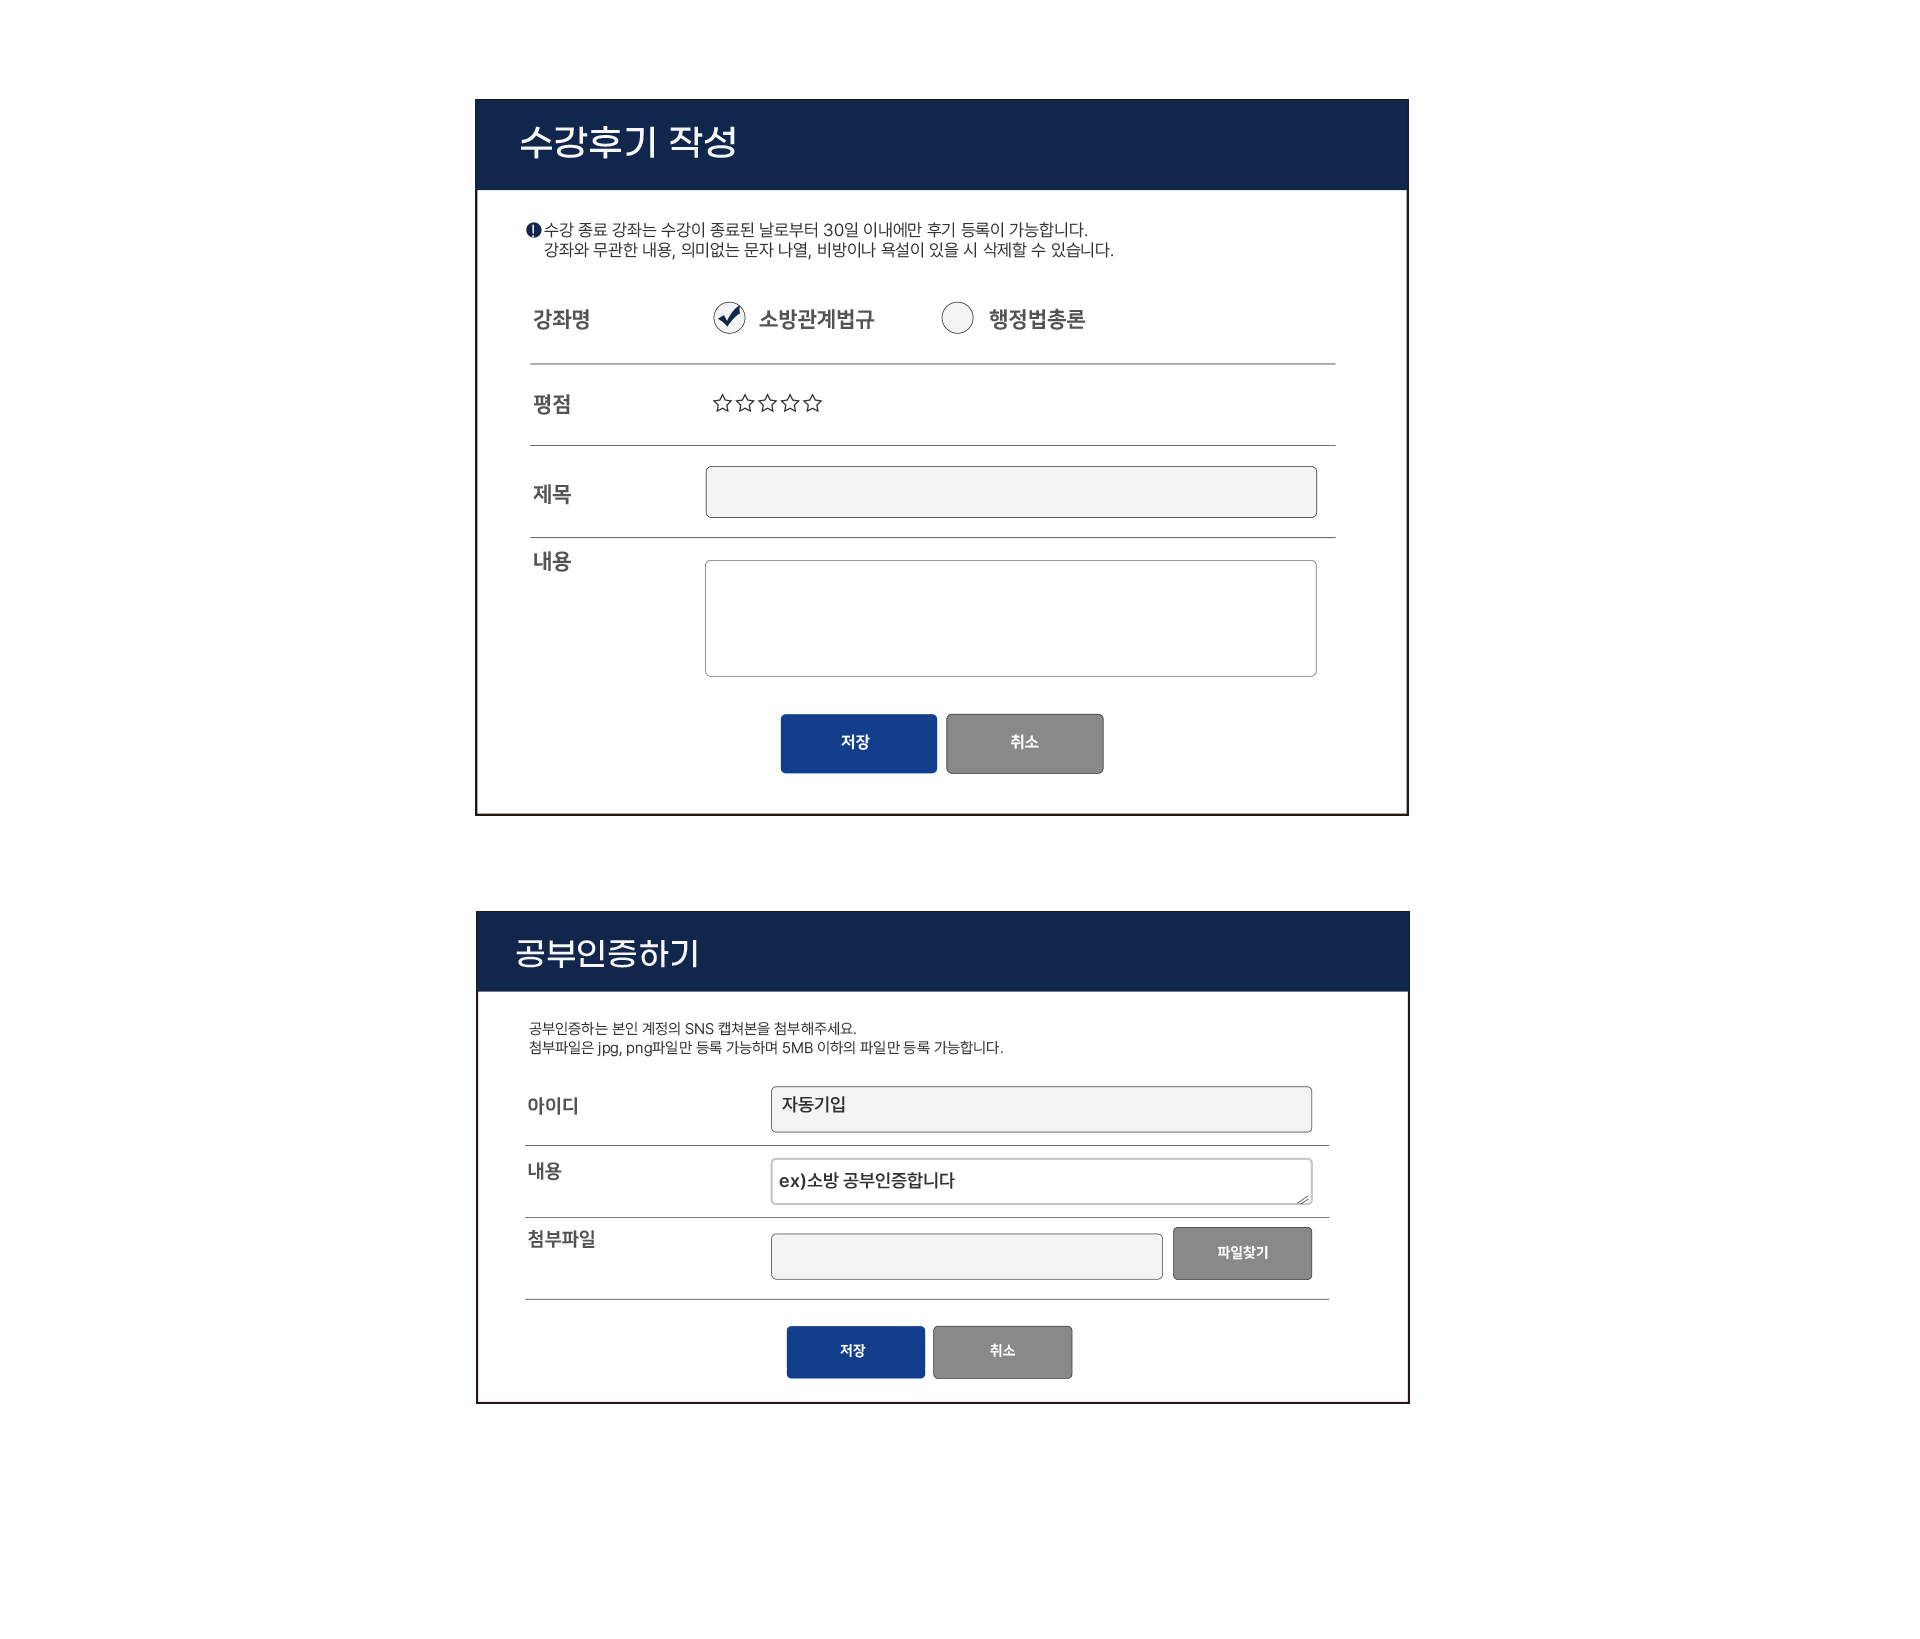 수강후기 작성
수강 종료 강좌는 수강이 종료된 날로부터 30일 이내에만 후기 등록이 가능합니다.
강좌와 무관한 내용, 의미없는 문자 나열, 비방이나 욕설이 있을 시 삭제할 수 있습니다.
강좌명 소방관계법규 행정법총론
평점 ☆☆☆☆☆
제목
내용
저장 취소
공부인증하기
공부인증하는 본인 계정의 SNS 캡쳐본을 첨부해주세요.
첨부파일은 jpg, png파일만 등록 가능하며 5MB 이하의 파일만 등록 가능합니다.
아이디 자동기입
내용 ex)소방 공부인증합니다
첨부파일 파일찾기
저장 취소